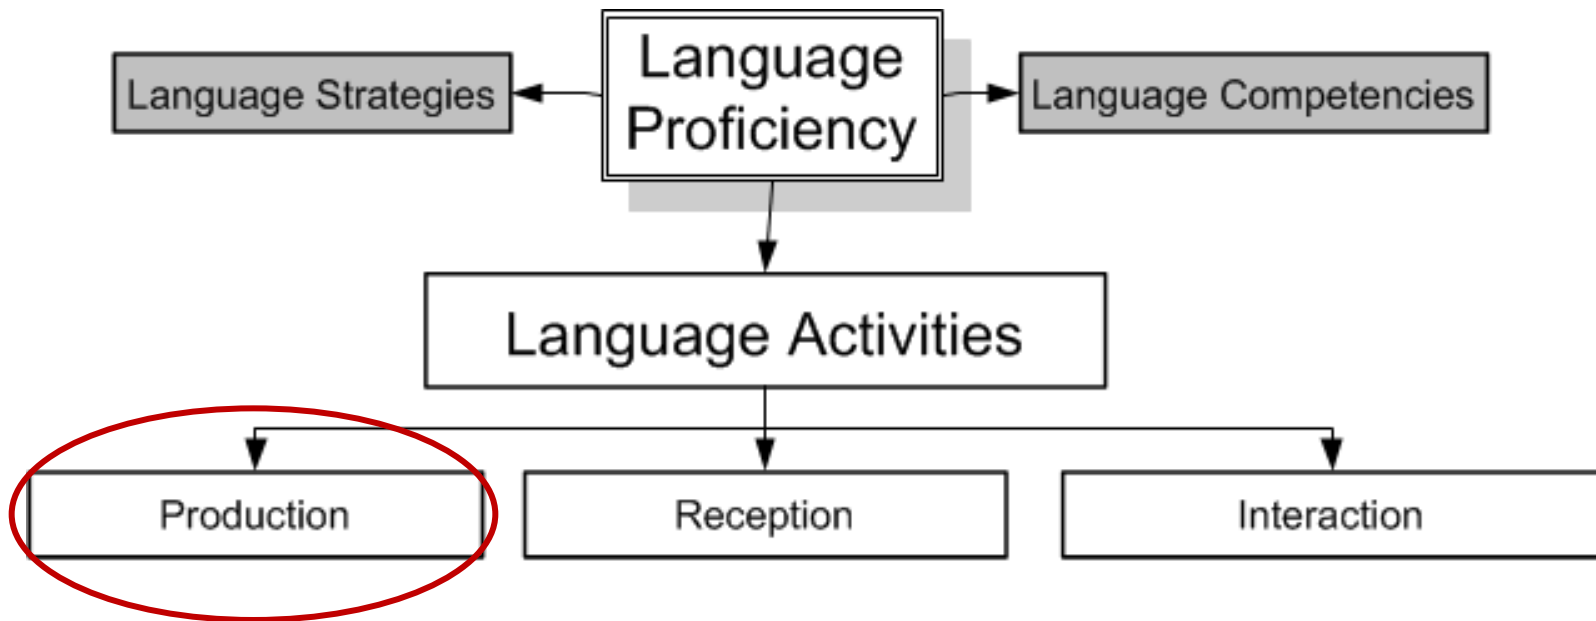 Language
Proficiency
Language Strategies
Language Competencies
Language Activities
Production
Reception
Interaction